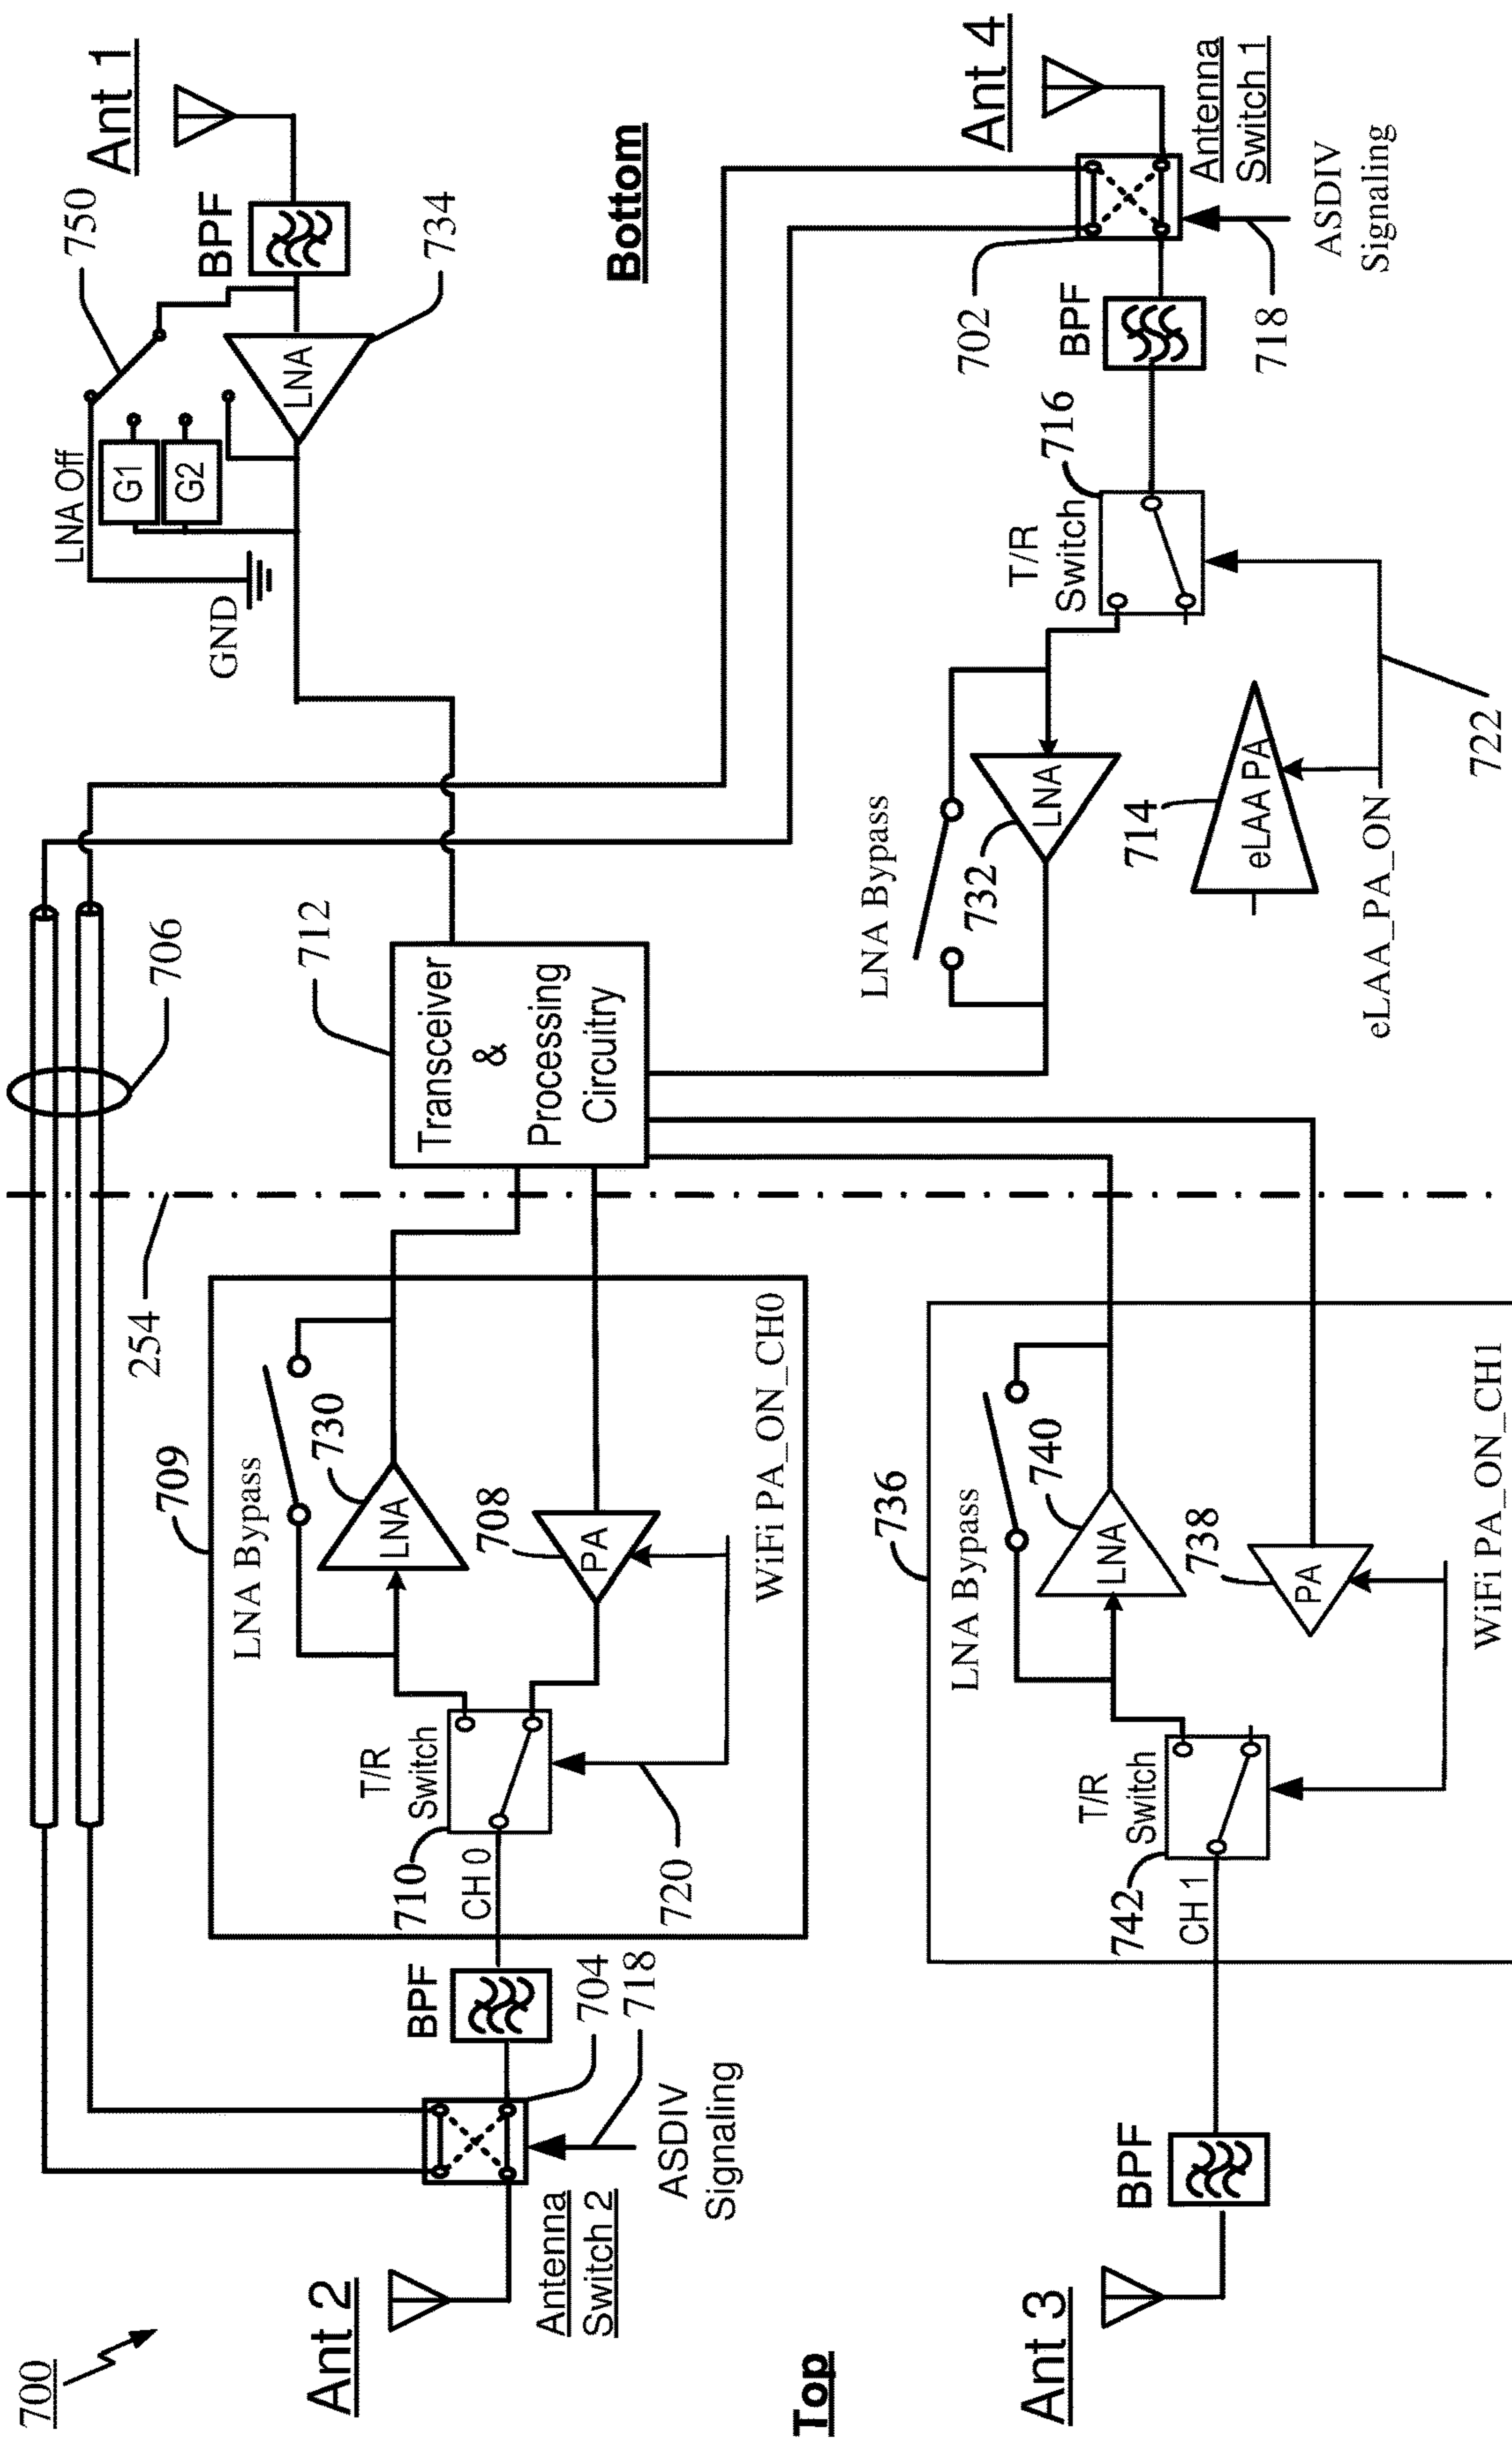 700
706
254
Ant 2
Antenna
Switch 2
704
718
ASDIV
Signaling
BPF
709
710
CH 0
T/R
Switch
720
LNA Bypass
730
LNA
708
PA
WiFi PA_ON_CH0
Top
Ant 3
BPF
736
742
CH 1
T/R
Switch
LNA Bypass
740
LNA
738
PA
WiFi PA_ON_CH1
712
Transceiver
&
Processing
Circuitry
GND
LNA Off
G1
G2
750
LNA
734
BPF
Ant 1
Bottom
LNA Bypass
732
LNA
714
eLAA PA
eLAA_PA_ON
722
T/R
Switch
716
BPF
702
718
ASDIV
Signaling
Antenna
Switch 1
Ant 4